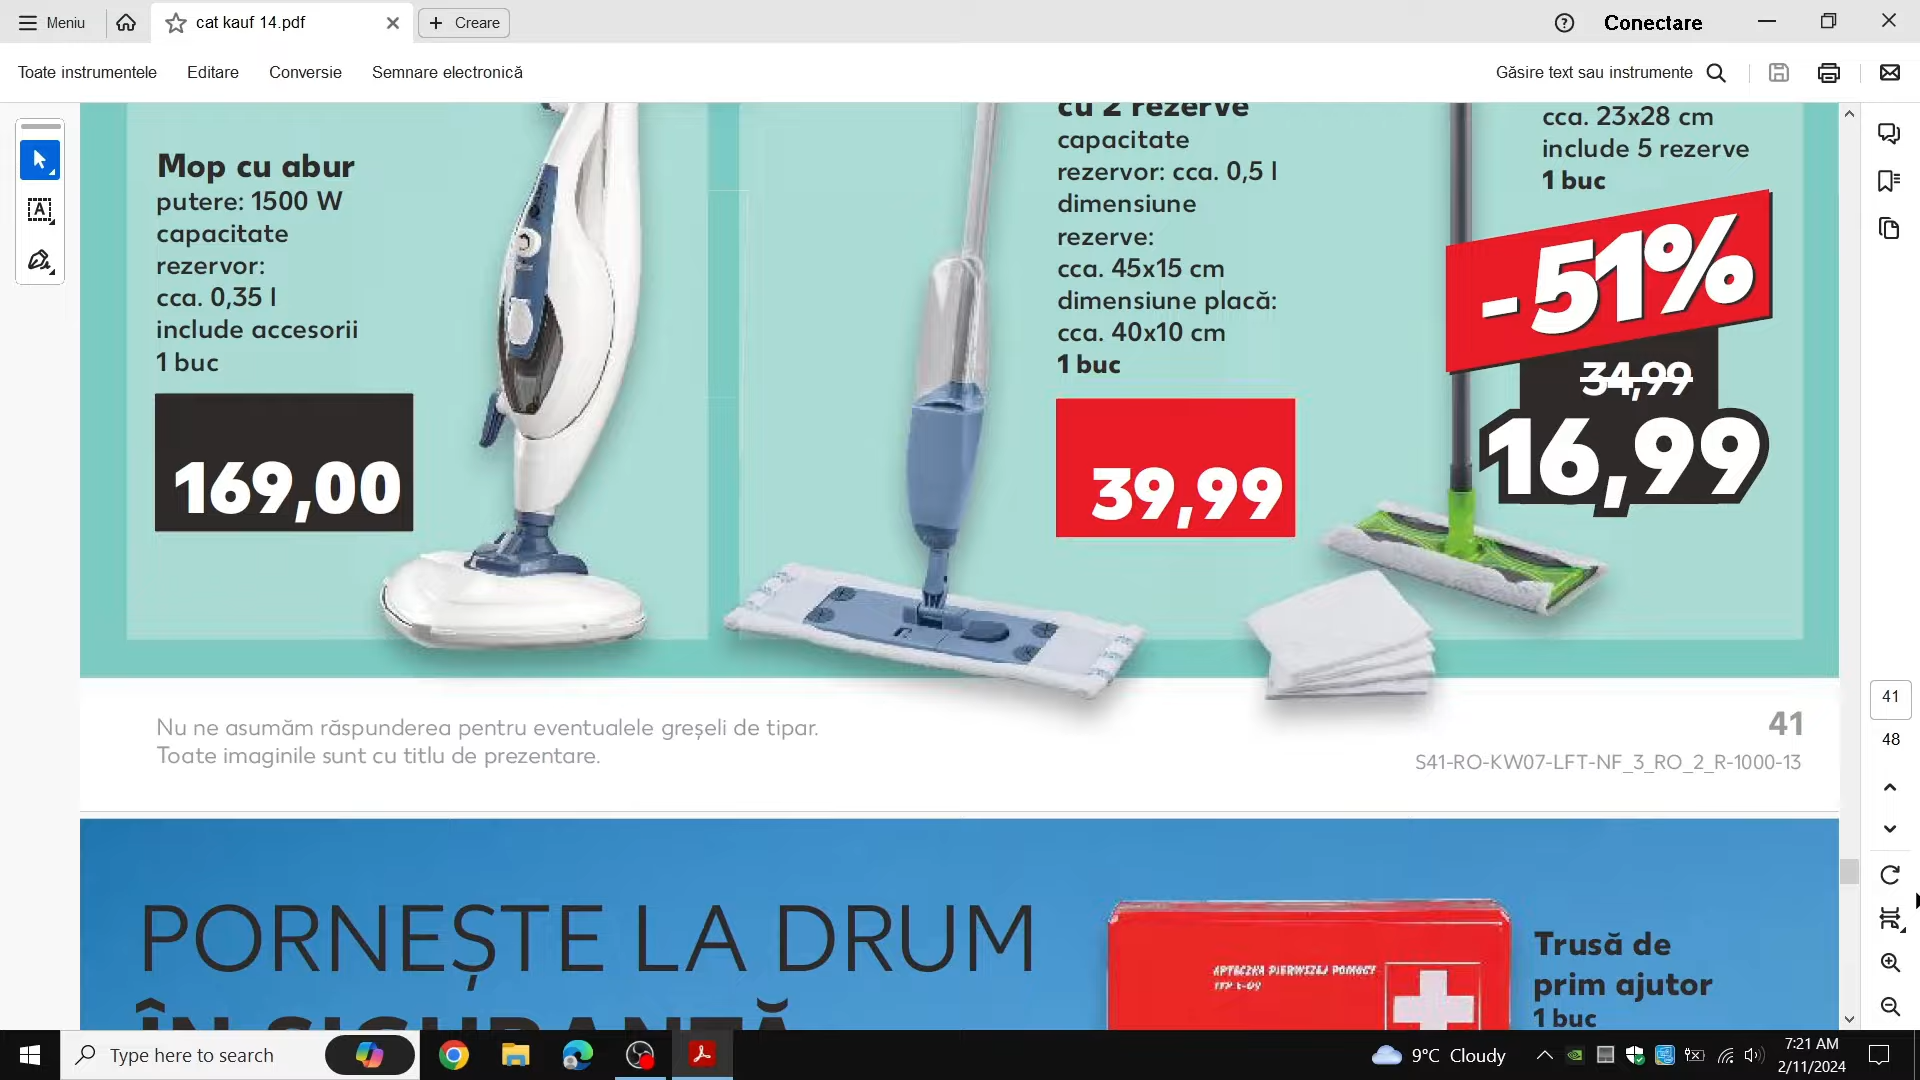 Meniu
cat kauf 14.pdf
Creare
Conectare
Toate instrumentele
Editare
Conversie
Semnare electronică
Găsire text sau instrumente
Mop cu abur
putere: 1500 W
capacitate
rezervor:
cca. 0,35 l
include accesorii
1 buc
169,00
cu 2 rezerve
capacitate
rezervor: cca. 0,5 l
dimensiune
rezerve:
cca. 45x15 cm
dimensiune placă:
cca. 40x10 cm
1 buc
39,99
cca. 23x28 cm
include 5 rezerve
1 buc
-51%
34,99
16,99
Nu ne asumăm răspunderea pentru eventualele greșeli de tipar.
Toate imaginile sunt cu titlu de prezentare.
41
S41-RO-KW07-LFT-NF_3_RO_2_R-1000-13
41
48
PORNEȘTE LA DRUM
ÎN SIGURANȚĂ
APTECZKA PIERWSZEJ POMOCY
Trusă de
prim ajutor
1 buc
Type here to search
9°C Cloudy
7:21 AM
2/11/2024